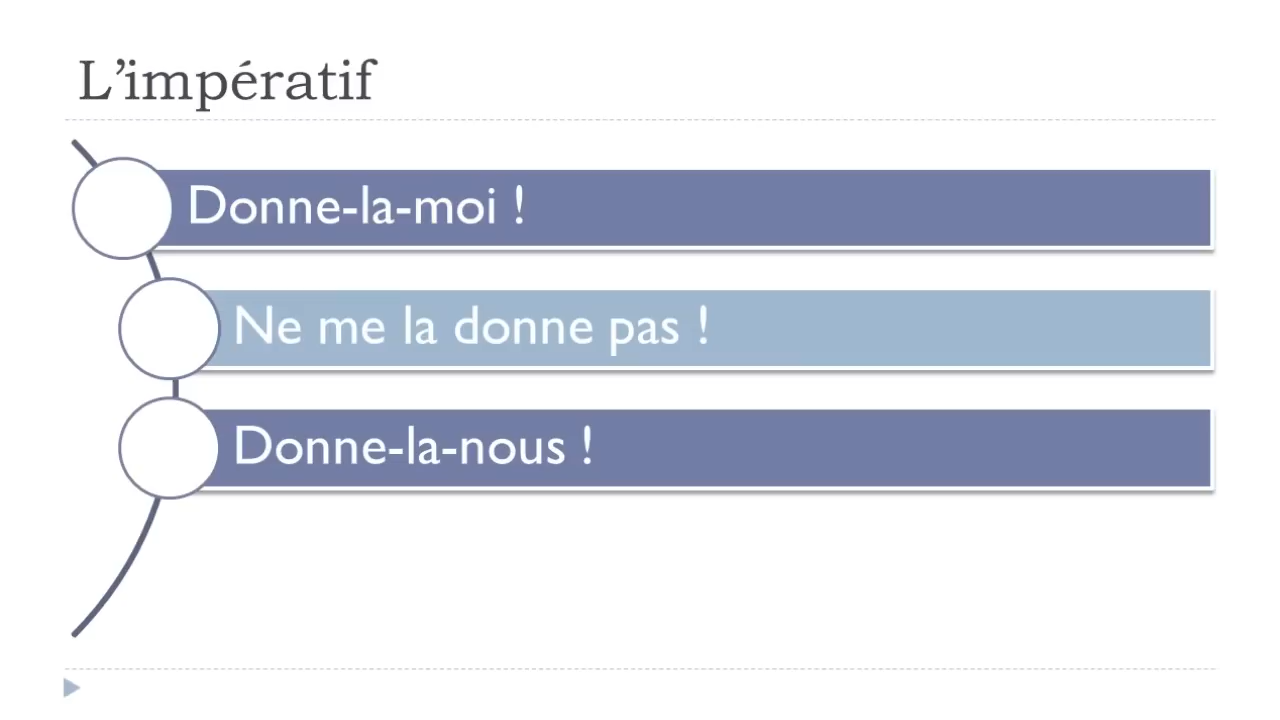 L’impératif
Donne-la-moi !
Ne me la donne pas !
Donne-la-nous !